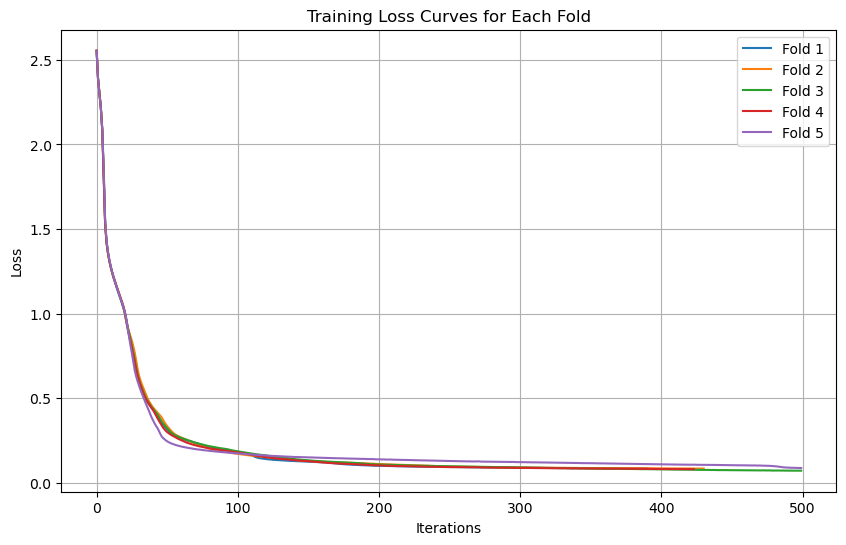 Training Loss Curves for Each Fold
Loss
2.5
2.0
1.5
1.0
0.5
0.0
Fold 1
Fold 2
Fold 3
Fold 4
Fold 5
0 100 200 300 400 500
Iterations